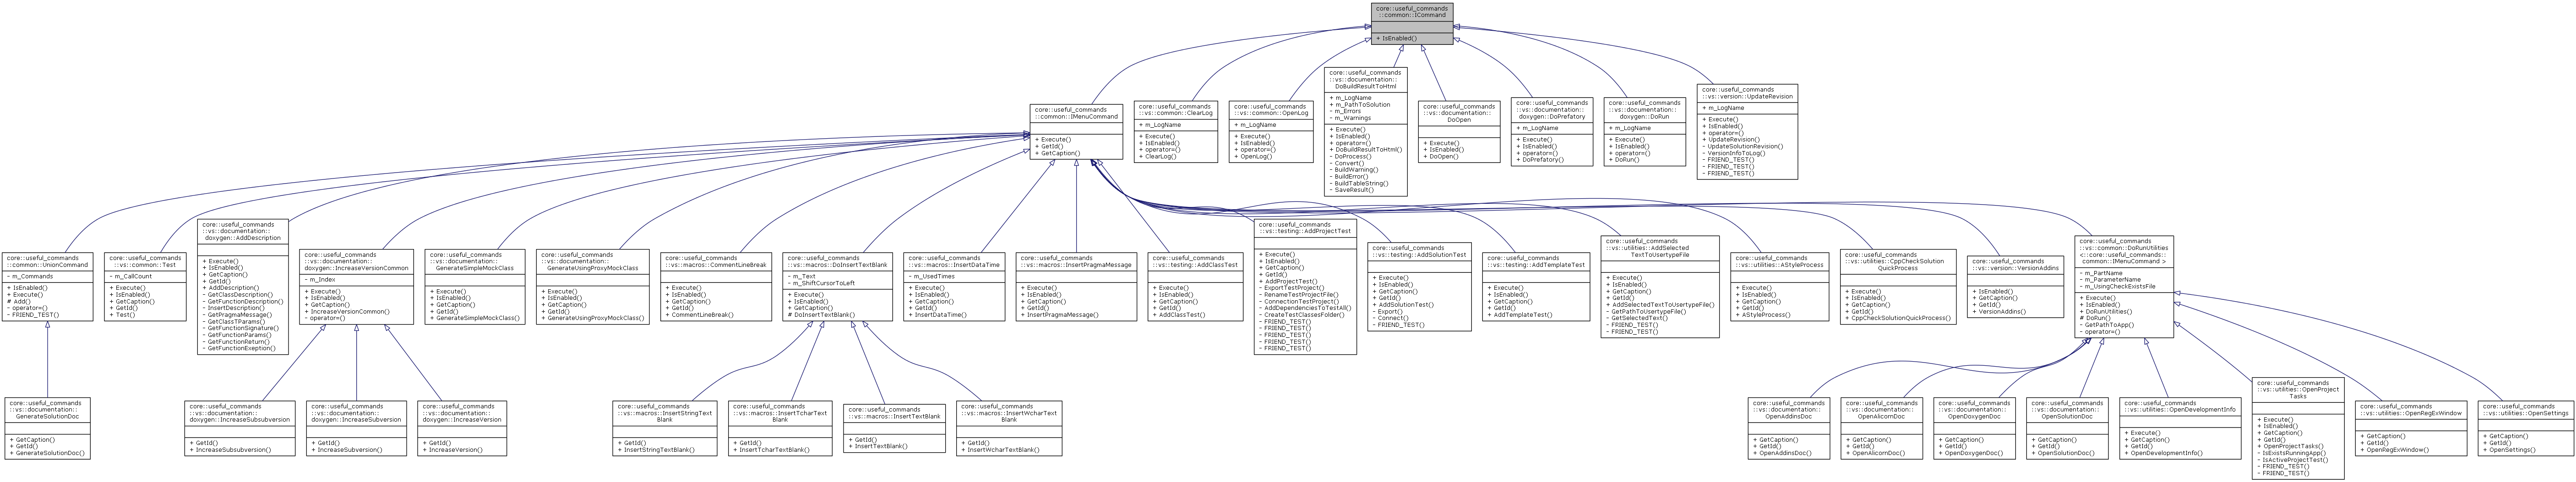 core::useful_commands
::common::ICommand
+ IsEnabled()
core::useful_commands
::common::IMenuCommand
+ Execute()
+ GetId()
+ GetCaption()
core::useful_commands
::vs::common::ClearLog
+ m_LogName
+ Execute()
+ IsEnabled()
+ operator=()
+ ClearLog()
core::useful_commands
::vs::common::OpenLog
+ m_LogName
+ Execute()
+ IsEnabled()
+ operator=()
+ OpenLog()
core::useful_commands
::vs::documentation::
DoBuildResultToHtml
+ m_LogName
+ m_PathToSolution
- m_Errors
- m_Warnings
+ Execute()
+ IsEnabled()
+ operator=()
+ DoBuildResultToHtml()
- DoProcess()
- Convert()
- BuildWarning()
- BuildError()
- BuildTableString()
- SaveResult()
core::useful_commands
::vs::documentation::
DoOpen
+ Execute()
+ IsEnabled()
+ DoOpen()
core::useful_commands
::vs::documentation::
doxygen::DoPrefatory
+ m_LogName
+ Execute()
+ IsEnabled()
+ operator=()
+ DoPrefatory()
core::useful_commands
::vs::documentation::
doxygen::DoRun
+ m_LogName
+ Execute()
+ IsEnabled()
+ operator=()
+ DoRun()
core::useful_commands
::vs::version::UpdateRevision
+ m_LogName
+ Execute()
+ IsEnabled()
+ operator=()
+ UpdateRevision()
- UpdateSolutionRevision()
- VersionInfoToLog()
- FRIEND_TEST()
- FRIEND_TEST()
- FRIEND_TEST()
core::useful_commands
::common::UnionCommand
- m_Commands
+ IsEnabled()
+ Execute()
# Add()
- operator=()
- FRIEND_TEST()
core::useful_commands
::vs::common::Test
- m_CallCount
+ Execute()
+ IsEnabled()
+ GetCaption()
+ GetId()
+ Test()
core::useful_commands
::vs::documentation::
doxygen::AddDescription
+ Execute()
+ IsEnabled()
+ GetCaption()
+ GetId()
+ AddDescription()
- GetClassDescription()
- GetFunctionDescription()
- InsertDescription()
- GetPragmaMessage()
- GetClassTParams()
- GetFunctionSignature()
- GetFunctionParams()
- GetFunctionReturn()
- GetFunctionExeption()
core::useful_commands
::vs::documentation::
doxygen::IncreaseVersionCommon
- m_Index
+ Execute()
+ IsEnabled()
+ GetCaption()
+ IncreaseVersionCommon()
- operator=()
core::useful_commands
::vs::documentation::
GenerateSimpleMockClass
+ Execute()
+ IsEnabled()
+ GetCaption()
+ GetId()
+ GenerateSimpleMockClass()
core::useful_commands
::vs::documentation::
GenerateUsingProxyMockClass
+ Execute()
+ IsEnabled()
+ GetCaption()
+ GetId()
+ GenerateUsingProxyMockClass()
core::useful_commands
::vs::macros::CommentLineBreak
+ Execute()
+ IsEnabled()
+ GetCaption()
+ GetId()
+ CommentLineBreak()
core::useful_commands
::vs::macros::DoInsertTextBlank
- m_Text
- m_ShiftCursorToLeft
+ Execute()
+ IsEnabled()
+ GetCaption()
# DoInsertTextBlank()
core::useful_commands
::vs::macros::InsertDataTime
- m_UsedTimes
+ Execute()
+ IsEnabled()
+ GetCaption()
+ GetId()
+ InsertDataTime()
core::useful_commands
::vs::macros::InsertPragmaMessage
+ Execute()
+ IsEnabled()
+ GetCaption()
+ GetId()
+ InsertPragmaMessage()
core::useful_commands
::vs::testing::AddClassTest
+ Execute()
+ IsEnabled()
+ GetCaption()
+ GetId()
+ AddClassTest()
core::useful_commands
::vs::testing::AddProjectTest
+ Execute()
+ IsEnabled()
+ GetCaption()
+ GetId()
+ AddProjectTest()
- ExportTestProject()
- RenameTestProjectFile()
- ConnectionTestProject()
- AddDependenciesToTestAll()
- CreateTestClassesFolder()
- FRIEND_TEST()
- FRIEND_TEST()
- FRIEND_TEST()
- FRIEND_TEST()
- FRIEND_TEST()
core::useful_commands
::vs::testing::AddSolutionTest
+ Execute()
+ IsEnabled()
+ GetCaption()
+ GetId()
+ AddSolutionTest()
- Export()
- Connect()
- FRIEND_TEST()
core::useful_commands
::vs::testing::AddTemplateTest
+ Execute()
+ IsEnabled()
+ GetCaption()
+ GetId()
+ AddTemplateTest()
core::useful_commands
::vs::utilities::AddSelected
TextToUsertypeFile
+ Execute()
+ IsEnabled()
+ GetCaption()
+ GetId()
+ AddSelectedTextToUsertypeFile()
- GetPathToUsertypeFile()
- GetSelectedText()
- FRIEND_TEST()
- FRIEND_TEST()
core::useful_commands
::vs::utilities::AStyleProcess
+ Execute()
+ IsEnabled()
+ GetCaption()
+ GetId()
+ AStyleProcess()
core::useful_commands
::vs::utilities::CppCheckSolution
QuickProcess
+ Execute()
+ IsEnabled()
+ GetCaption()
+ GetId()
+ CppCheckSolutionQuickProcess()
core::useful_commands
::vs::version::VersionAddins
+ IsEnabled()
+ GetCaption()
+ GetId()
+ VersionAddins()
core::useful_commands
::vs::common::DoRunUtilities
<::core::useful_commands::
common::IMenuCommand >
- m_PartName
- m_ParameterName
- m_UsingCheckExistsFile
+ Execute()
+ IsEnabled()
+ DoRunUtilities()
# DoRun()
- GetPathToApp()
- operator=()
core::useful_commands
::vs::documentation::
GenerateSolutionDoc
+ GetCaption()
+ GetId()
+ GenerateSolutionDoc()
core::useful_commands
::vs::documentation::
doxygen::IncreaseSubsubversion
+ GetId()
+ IncreaseSubsubversion()
core::useful_commands
::vs::documentation::
doxygen::IncreaseSubversion
+ GetId()
+ IncreaseSubversion()
core::useful_commands
::vs::documentation::
doxygen::IncreaseVersion
+ GetId()
+ IncreaseVersion()
core::useful_commands
::vs::macros::InsertStringText
Blank
+ GetId()
+ InsertStringTextBlank()
core::useful_commands
::vs::macros::InsertTcharText
Blank
+ GetId()
+ InsertTcharTextBlank()
core::useful_commands
::vs::macros::InsertTextBlank
+ GetId()
+ InsertTextBlank()
core::useful_commands
::vs::macros::InsertWcharText
Blank
+ GetId()
+ InsertWcharTextBlank()
core::useful_commands
::vs::documentation::
OpenAddinsDoc
+ GetCaption()
+ GetId()
+ OpenAddinsDoc()
core::useful_commands
::vs::documentation::
OpenAlicornDoc
+ GetCaption()
+ GetId()
+ OpenAlicornDoc()
core::useful_commands
::vs::documentation::
OpenDoxygenDoc
+ GetCaption()
+ GetId()
+ OpenDoxygenDoc()
core::useful_commands
::vs::documentation::
OpenSolutionDoc
+ GetCaption()
+ GetId()
+ OpenSolutionDoc()
core::useful_commands
::vs::utilities::OpenDevelopmentInfo
+ Execute()
+ GetCaption()
+ GetId()
+ OpenDevelopmentInfo()
core::useful_commands
::vs::utilities::OpenProject
Tasks
+ Execute()
+ IsEnabled()
+ GetCaption()
+ GetId()
+ OpenProjectTasks()
- IsExistsRunningApp()
- IsActiveProjectTest()
- FRIEND_TEST()
- FRIEND_TEST()
core::useful_commands
::vs::utilities::OpenRegExWindow
+ GetCaption()
+ GetId()
+ OpenRegExWindow()
core::useful_commands
::vs::utilities::OpenSettings
+ GetCaption()
+ GetId()
+ OpenSettings()